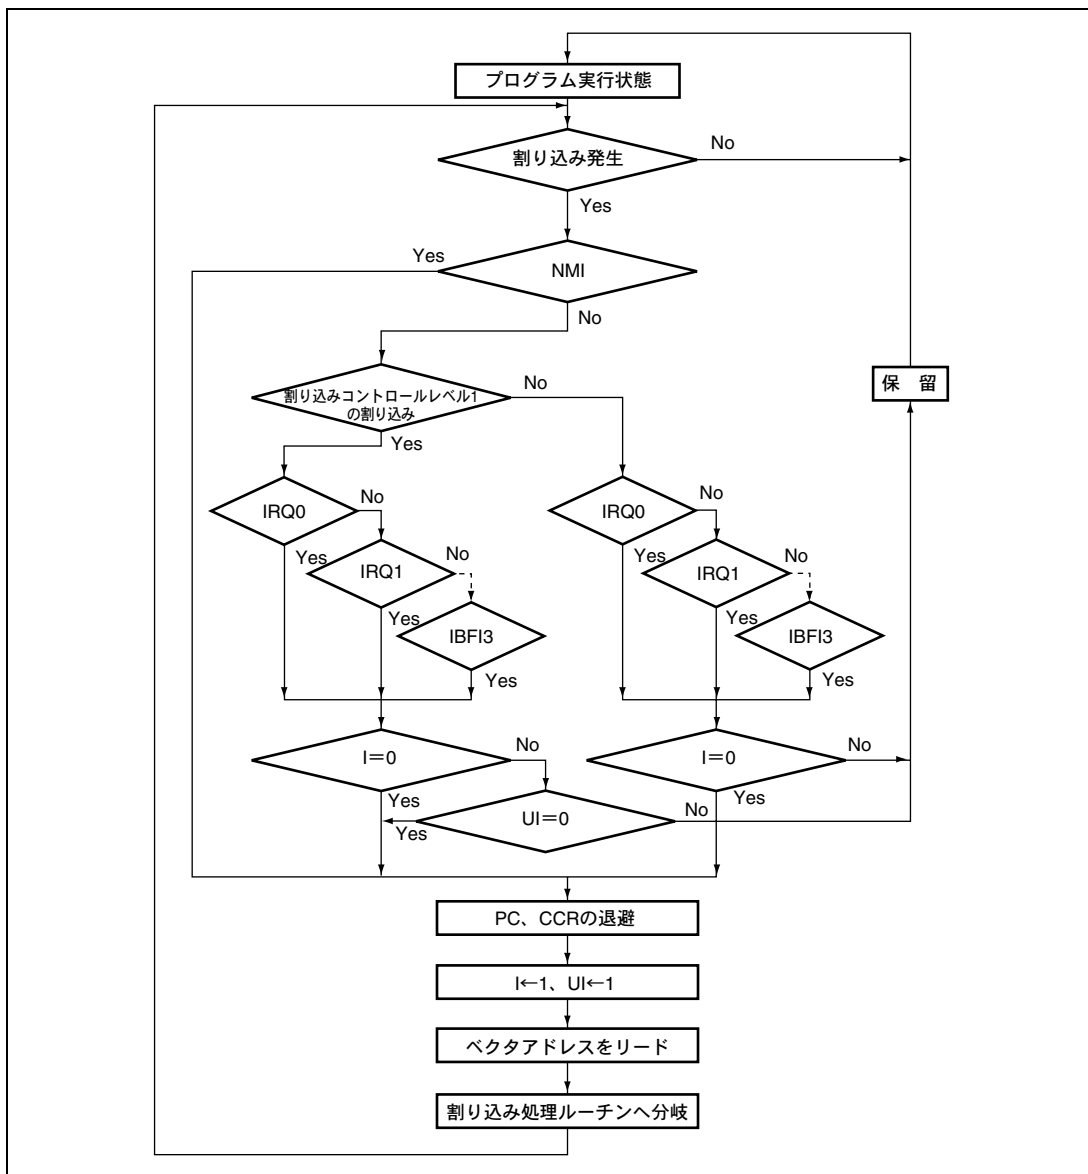 プログラム実行状態
割り込み発生
No
Yes
Yes
NMI
No
保　留
割り込みコントロールレベル1
の割り込み
No
Yes
IRQ0
No
IRQ0
No
Yes
IRQ1
No
Yes
IRQ1
No
Yes
IBFI3
Yes
IBFI3
Yes
Yes
I＝0
No
I＝0
No
Yes
Yes
Yes
UI＝0
No
PC、CCRの退避
I←1、UI←1
ベクタアドレスをリード
割り込み処理ルーチンへ分岐